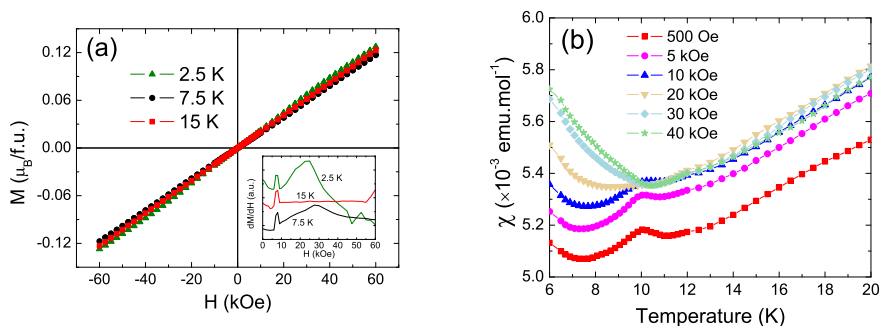 (a)
M (μB/f.u.)
0.12
0.06
0.00
-0.06
-0.12
2.5 K
7.5 K
15 K
dM/dH (a.u.)
2.5 K
15 K
7.5 K
0 10 20 30 40 50 60
H (kOe)
-60 -40 -20 0 20 40 60
H (kOe)
(b)
χ (×10⁻³ emu.mol⁻¹)
5.8
5.6
5.4
5.2
5.0
500 Oe
5 kOe
10 kOe
20 kOe
30 kOe
40 kOe
6 8 10 12 14 16 18 20
Temperature (K)